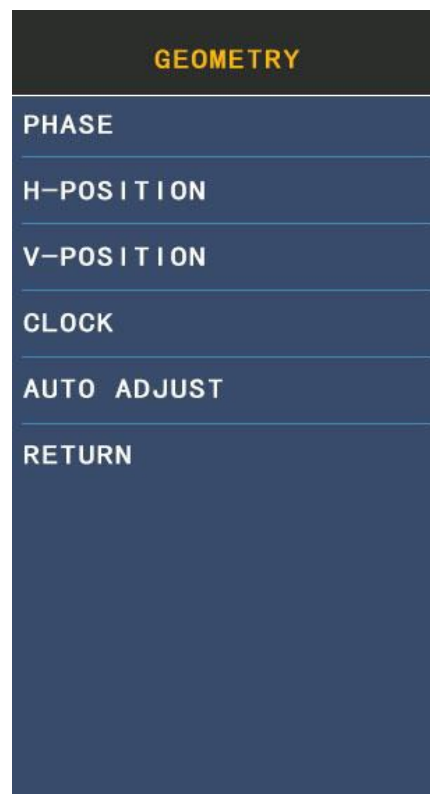 GEOMETRY
PHASE
H-POSITION
V-POSITION
CLOCK
AUTO ADJUST
RETURN